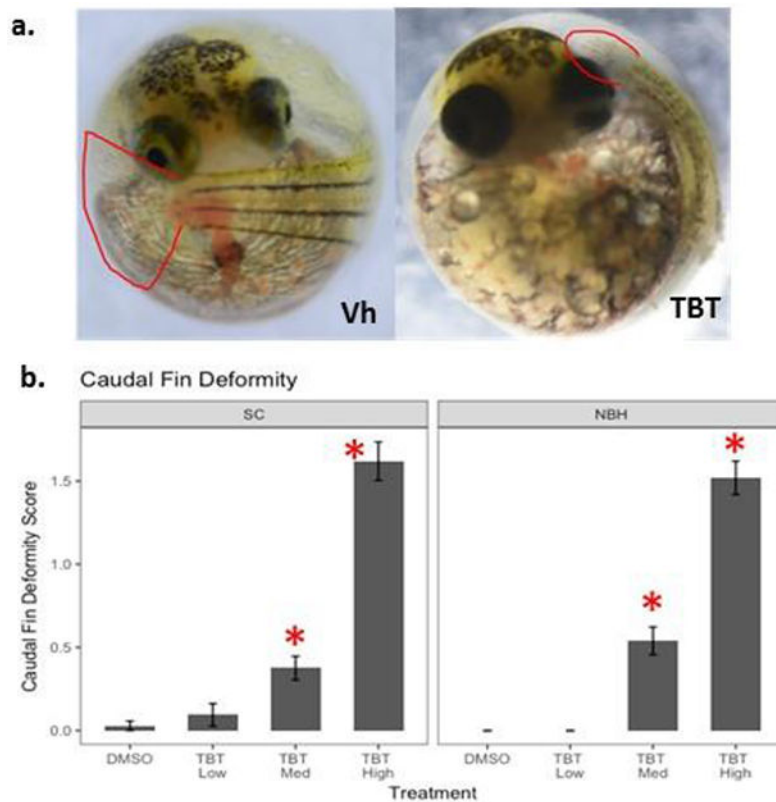 a.
Vh
TBT
b.
Caudal Fin Deformity
SC
NBH
Caudal Fin Deformity Score
1.5
1.0
0.5
0.0
*
*
*
*
DMSO
TBT
Low
TBT
Med
TBT
High
DMSO
TBT
Low
TBT
Med
TBT
High
Treatment